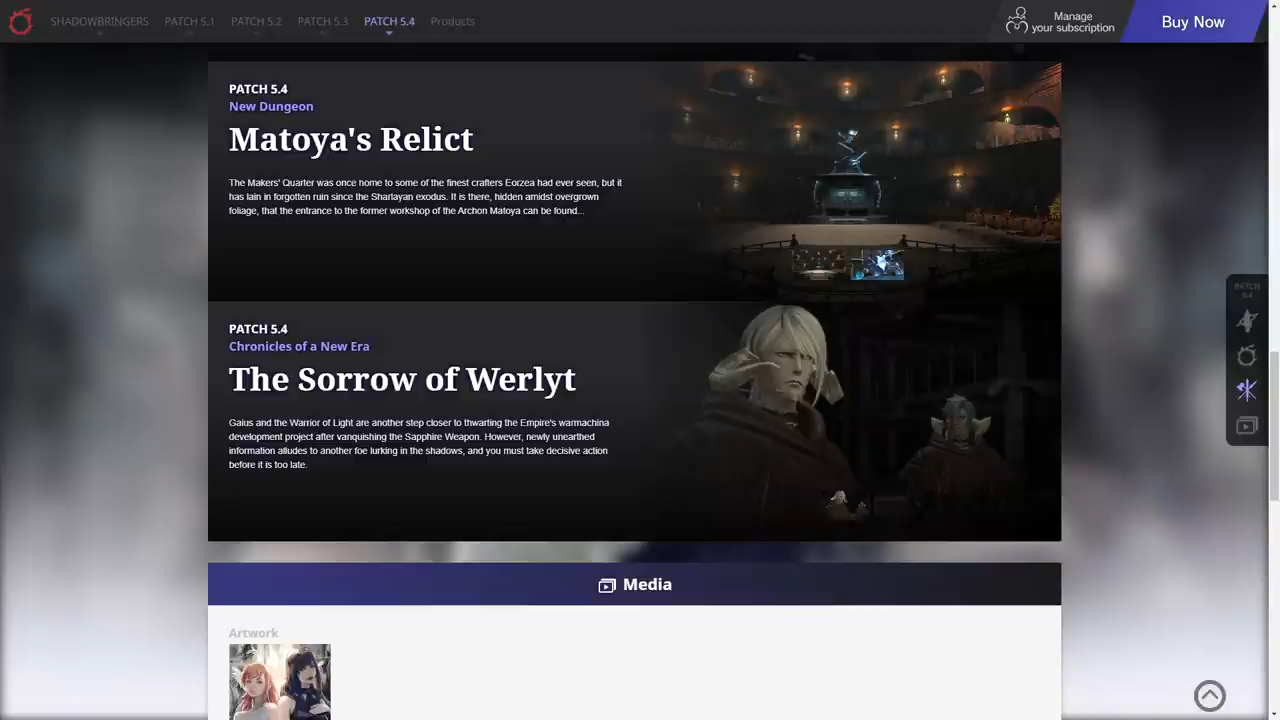 SHADOWBRINGERS PATCH 5.1 PATCH 5.2 PATCH 5.3 PATCH 5.4 Products
Manage
your subscription
Buy Now
PATCH 5.4
New Dungeon
Matoya's Relict
The Makers' Quarter was once home to some of the finest crafters Eorzea had ever seen, but it
has lain in forgotten ruin since the Sharlayan exodus. It is there, hidden amidst overgrown
foliage, that the entrance to the former workshop of the Archon Matoya can be found...
PATCH
5.4
PATCH 5.4
Chronicles of a New Era
The Sorrow of Werlyt
Gaius and the Warrior of Light are another step closer to thwarting the Empire's warmachina
development project after vanquishing the Sapphire Weapon. However, newly unearthed
information alludes to another foe lurking in the shadows, and you must take decisive action
before it is too late.
Media
Artwork